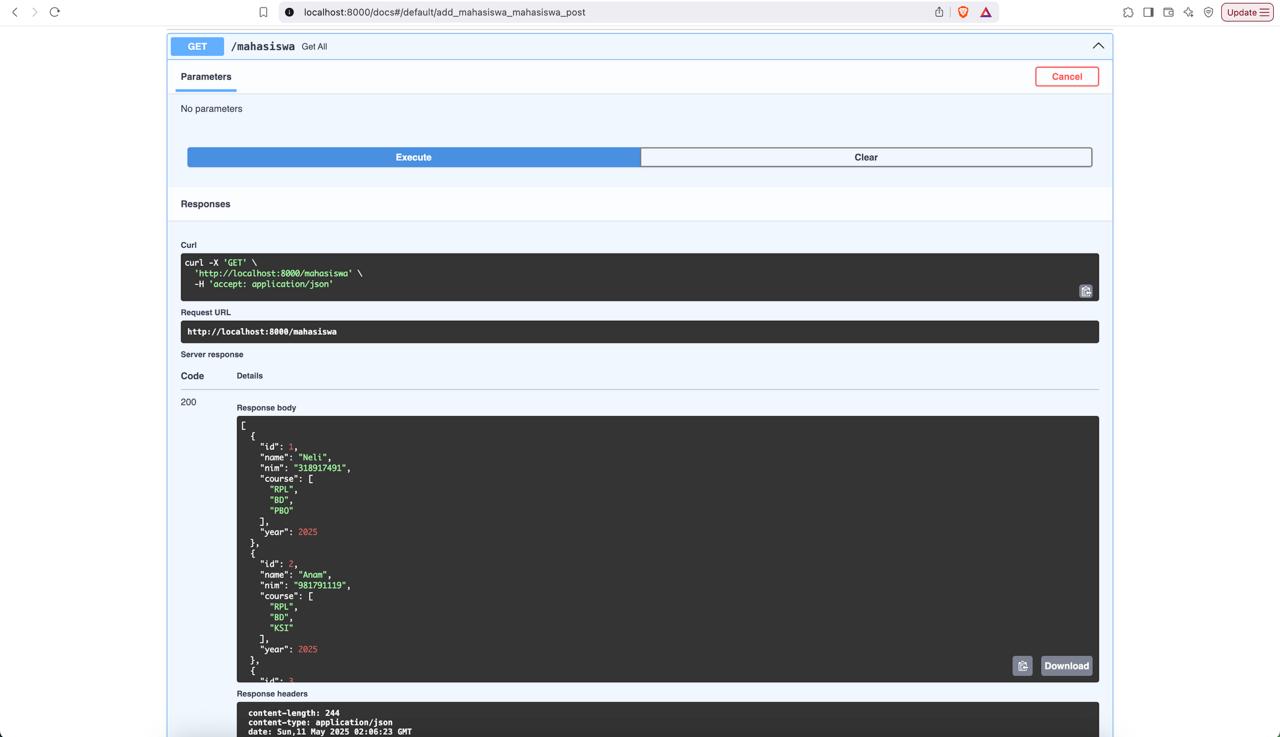 localhost:8000/docs#/default/add_mahasiswa_mahasiswa_post
Update
GET /mahasiswa Get All
Parameters
Cancel
No parameters
Execute
Clear
Responses
Curl
curl -X 'GET' \
'http://localhost:8000/mahasiswa' \
-H 'accept: application/json'
Request URL
http://localhost:8000/mahasiswa
Server response
Code Details
200
Response body
[
{
"id": 1,
"name": "Neli",
"nim": "318917491",
"course": [
"RPL",
"BD",
"PBO"
],
"year": 2025
},
{
"id": 2,
"name": "Anam",
"nim": "981791119",
"course": [
"RPL",
"BD",
"KSI"
],
"year": 2025
},
{
"id": 3
Download
Response headers
content-length: 244
content-type: application/json
date: Sun,11 May 2025 02:06:23 GMT